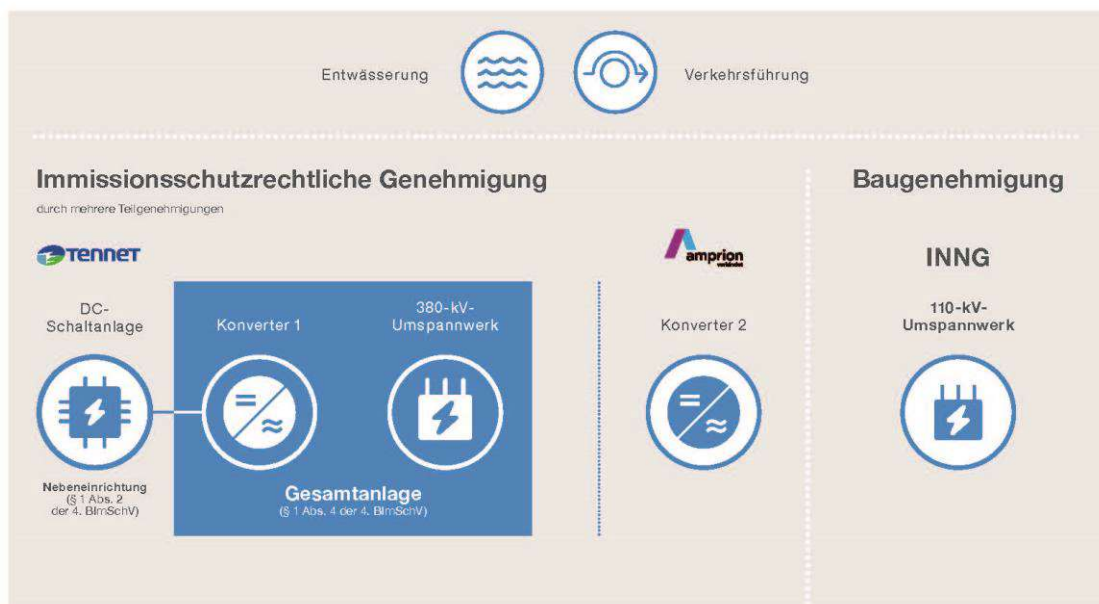 Entwässerung
Verkehrsführung
Immissionsschutzrechtliche Genehmigung
durch mehrere Teilgenehmigungen
TenneT
DC-
Schaltanlage
Konverter 1
380-kV-
Umspannwerk
Nebeneinrichtung
(§ 1 Abs. 2
der 4. BImSchV)
Gesamtanlage
(§ 1 Abs. 4 der 4. BImSchV)
amprion
verbindet
Konverter 2
Baugenehmigung
INNG
110-kV-
Umspannwerk